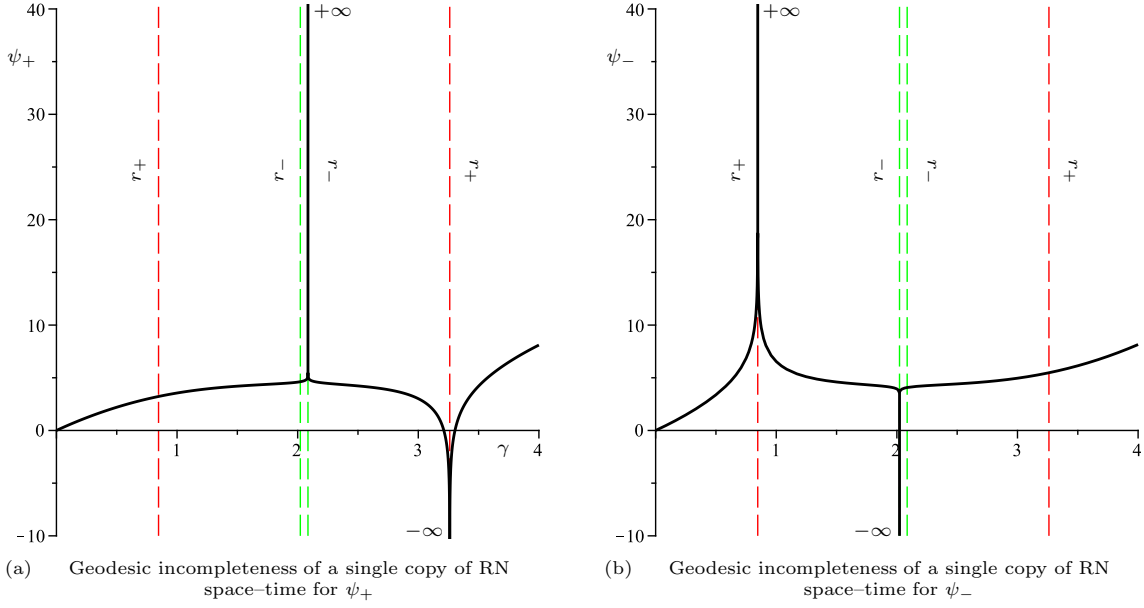 40
+∞
ψ₊
30
r₊
r₋
r₋
r₊
20
10
0
1
2
3
γ
4
−∞
−10
(a) Geodesic incompleteness of a single copy of RN
space–time for ψ₊
40
+∞
ψ₋
30
r₊
r₋
r₋
r₊
20
10
0
1
2
3
γ
4
−∞
−10
(b) Geodesic incompleteness of a single copy of RN
space–time for ψ₋